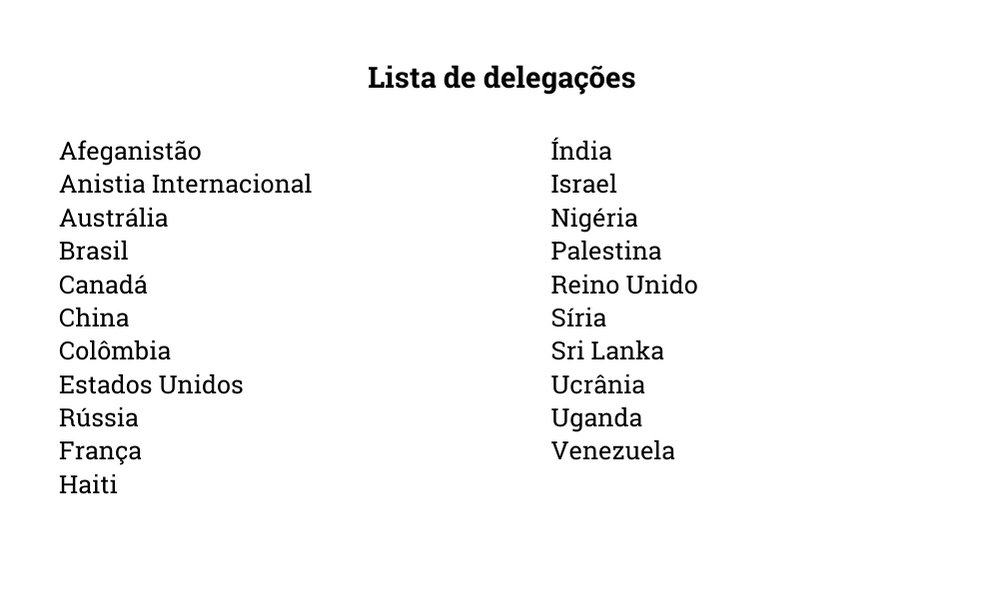 Lista de delegações
Afeganistão
Anistia Internacional
Austrália
Brasil
Canadá
China
Colômbia
Estados Unidos
Rússia
França
Haiti
Índia
Israel
Nigéria
Palestina
Reino Unido
Síria
Sri Lanka
Ucrânia
Uganda
Venezuela